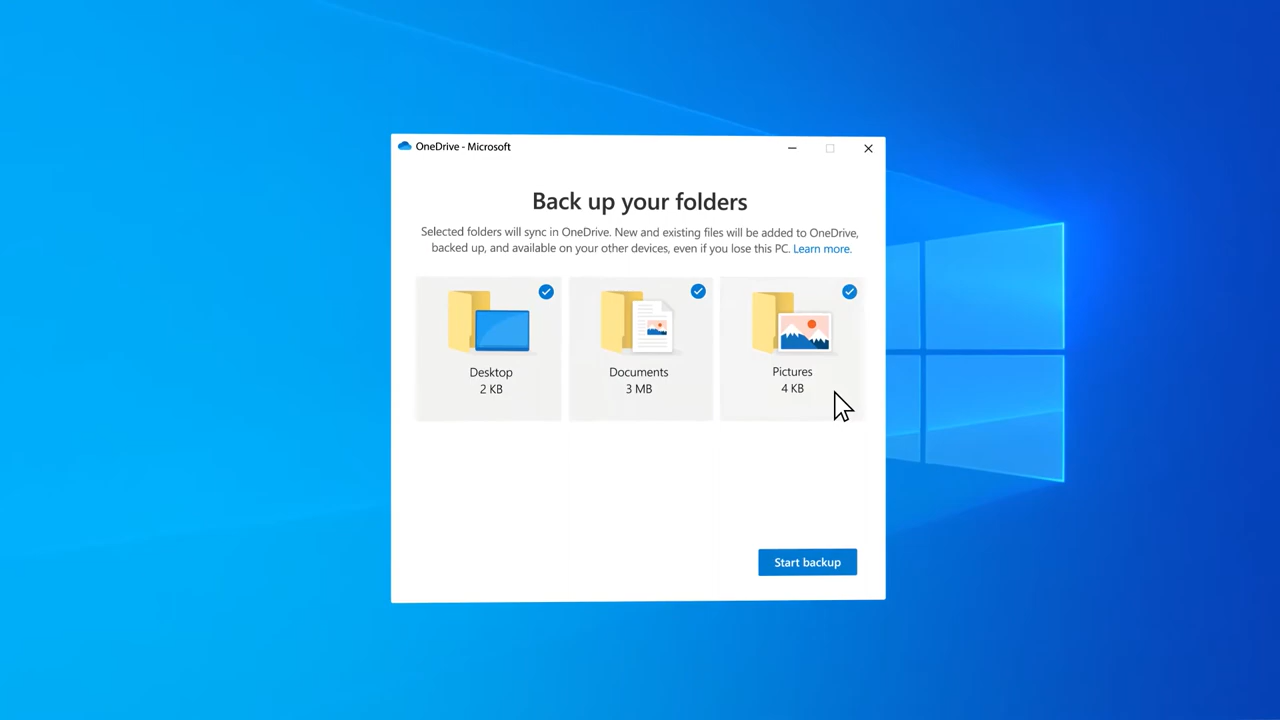 OneDrive - Microsoft
Back up your folders
Selected folders will sync in OneDrive. New and existing files will be added to OneDrive,
backed up, and available on your other devices, even if you lose this PC. Learn more.
Desktop
2 KB
Documents
3 MB
Pictures
4 KB
Start backup